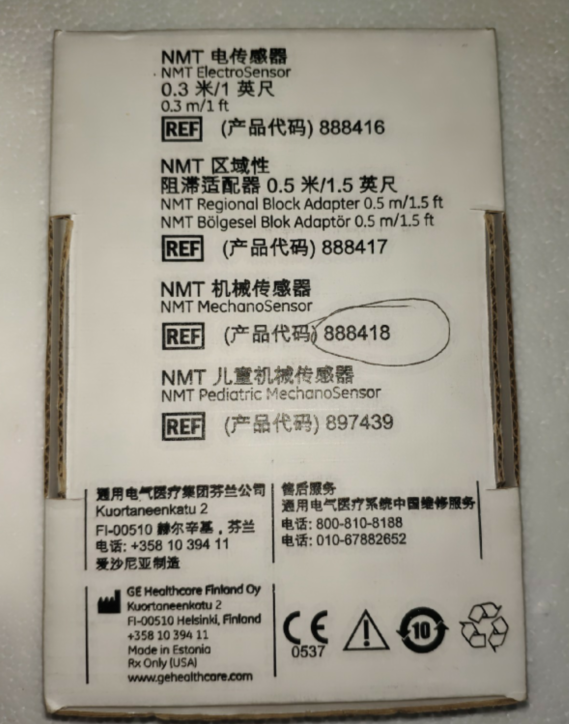 NMT 电传感器
NMT ElectroSensor
0.3 米/1 英尺
0.3 m/1 ft
REF (产品代码) 888416
NMT 区域性
阻滞适配器 0.5 米/1.5 英尺
NMT Regional Block Adapter 0.5 m/1.5 ft
NMT Bölgesel Blok Adaptör 0.5 m/1.5 ft
REF (产品代码) 888417
NMT 机械传感器
NMT MechanoSensor
REF (产品代码) 888418
NMT 儿童机械传感器
NMT Pediatric MechanoSensor
REF (产品代码) 897439
通用电气医疗集团芬兰公司
Kuortaneenkatu 2
FI-00510 赫尔辛基，芬兰
电话: +358 10 394 11
爱沙尼亚制造
售后服务
通用电气医疗系统中国维修服务
电话: 800-810-8188
电话: 010-67882652
GE Healthcare Finland Oy
Kuortaneenkatu 2
FI-00510 Helsinki, Finland
+358 10 394 11
Made in Estonia
Rx Only (USA)
www.gehealthcare.com
CE
0537
10